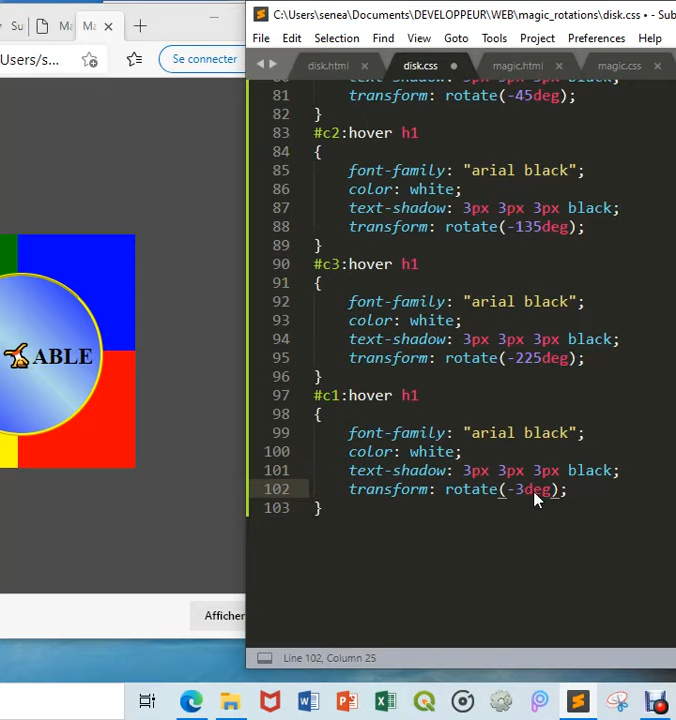 C:\Users\senea\Documents\DEVELOPPEUR\WEB\magic_rotations\disk.css • - Sub
Su Ma Ma
File Edit Selection Find View Goto Tools Project Preferences Help
Users/s... Se connecter
disk.html disk.css magic.html magic.css
81 transform: rotate(-45deg);
82 }
83 #c2:hover h1
84 {
85 font-family: "arial black";
86 color: white;
87 text-shadow: 3px 3px 3px black;
88 transform: rotate(-135deg);
89 }
90 #c3:hover h1
91 {
92 font-family: "arial black";
93 color: white;
94 text-shadow: 3px 3px 3px black;
95 transform: rotate(-225deg);
96 }
97 #c1:hover h1
98 {
99 font-family: "arial black";
100 color: white;
101 text-shadow: 3px 3px 3px black;
102 transform: rotate(-3deg);
103 }
ABLE
Afficher
Line 102, Column 25